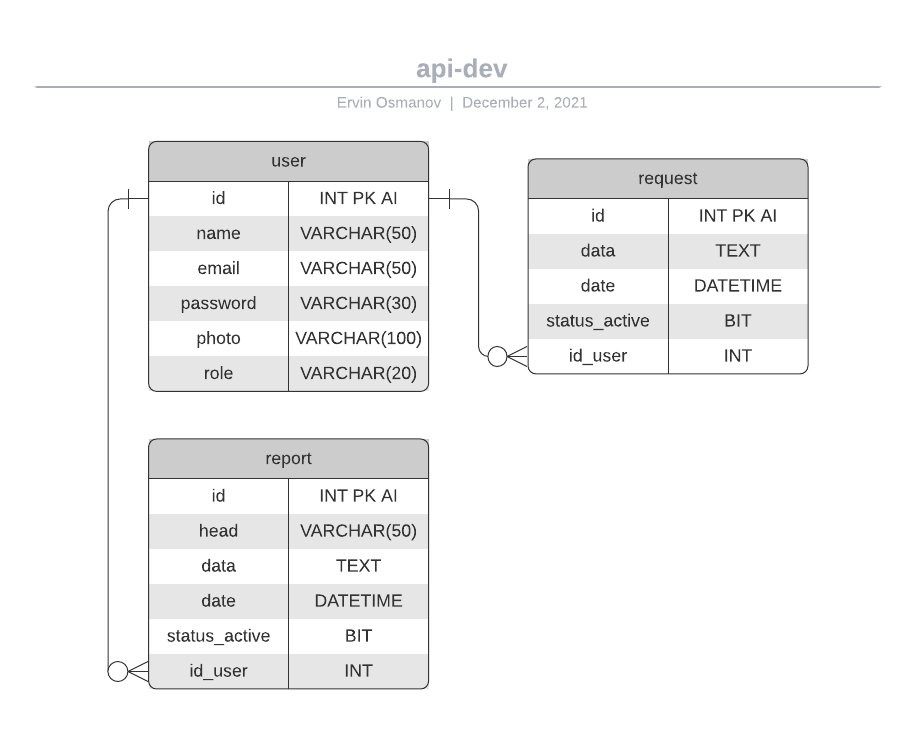 api-dev
Ervin Osmanov | December 2, 2021
user
id INT PK AI
name VARCHAR(50)
email VARCHAR(50)
password VARCHAR(30)
photo VARCHAR(100)
role VARCHAR(20)
request
id INT PK AI
data TEXT
date DATETIME
status_active BIT
id_user INT
report
id INT PK AI
head VARCHAR(50)
data TEXT
date DATETIME
status_active BIT
id_user INT